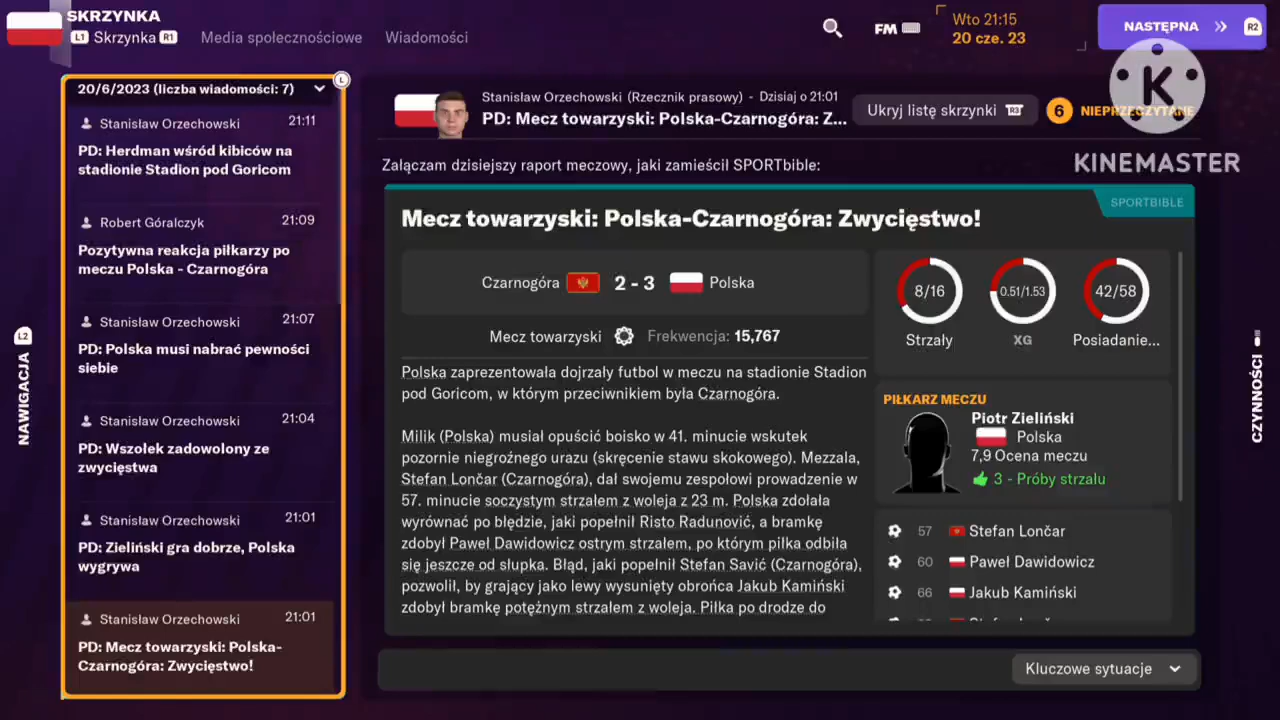 SKRZYNKA
L1 Skrzynka R1
Media społecznościowe
Wiadomości
FM
Wto 21:15
20 cze. 23
NASTĘPNA
R2
K
KINEMASTER
L2
NAWIGACJA
20/6/2023 (liczba wiadomości: 7)
L
Stanisław Orzechowski 21:11
PD: Herdman wśród kibiców na
stadionie Stadion pod Goricom
Robert Góralczyk 21:09
Pozytywna reakcja piłkarzy po
meczu Polska - Czarnogóra
Stanisław Orzechowski 21:07
PD: Polska musi nabrać pewności
siebie
Stanisław Orzechowski 21:04
PD: Wszołek zadowolony ze
zwycięstwa
Stanisław Orzechowski 21:01
PD: Zieliński gra dobrze, Polska
wygrywa
Stanisław Orzechowski 21:01
PD: Mecz towarzyski: Polska-
Czarnogóra: Zwycięstwo!
Stanisław Orzechowski (Rzecznik prasowy) - Dzisiaj o 21:01
PD: Mecz towarzyski: Polska-Czarnogóra: Z...
Ukryj listę skrzynki R3
6 NIEPRZECZYTANE
Załączam dzisiejszy raport meczowy, jaki zamieścił SPORTbible:
SPORTBIBLE
Mecz towarzyski: Polska-Czarnogóra: Zwycięstwo!
Czarnogóra 2 - 3 Polska
Mecz towarzyski Frekwencja: 15,767
Polska zaprezentowała dojrzały futbol w meczu na stadionie Stadion
pod Goricom, w którym przeciwnikiem była Czarnogóra.
Milik (Polska) musiał opuścić boisko w 41. minucie wskutek
pozornie niegroźnego urazu (skręcenie stawu skokowego). Mezzala,
Stefan Lončar (Czarnogóra), dał swojemu zespołowi prowadzenie w
57. minucie soczystym strzałem z woleja z 23 m. Polska zdołała
wyrównać po błędzie, jaki popełnił Risto Radunović, a bramkę
zdobył Paweł Dawidowicz ostrym strzałem, po którym piłka odbiła
się jeszcze od słupka. Błąd, jaki popełnił Stefan Savić (Czarnogóra),
pozwolił, by grający jako lewy wysunięty obrońca Jakub Kamiński
zdobył bramkę potężnym strzałem z woleja. Piłka po drodze do
8/16
0.51/1.53
42/58
Strzały
XG
Posiadanie...
PIŁKARZ MECZU
Piotr Zieliński
Polska
7,9 Ocena meczu
3 - Próby strzału
57 Stefan Lončar
60 Paweł Dawidowicz
66 Jakub Kamiński
Kluczowe sytuacje
CZYNNOŚCI